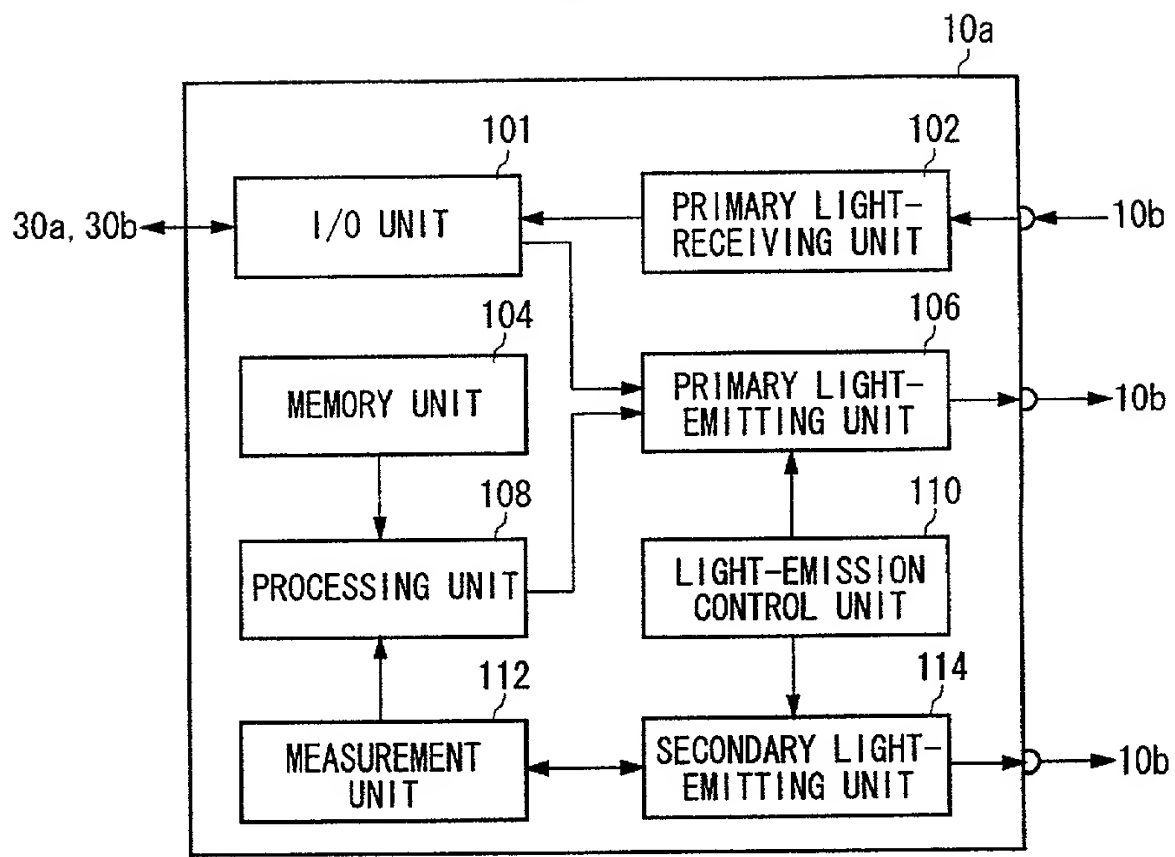 10a
101
102
30a, 30b
I/O UNIT
PRIMARY LIGHT-
RECEIVING UNIT
10b
104
106
MEMORY UNIT
PRIMARY LIGHT-
EMITTING UNIT
10b
108
110
PROCESSING UNIT
LIGHT-EMISSION
CONTROL UNIT
112
114
MEASUREMENT
UNIT
SECONDARY LIGHT-
EMITTING UNIT
10b